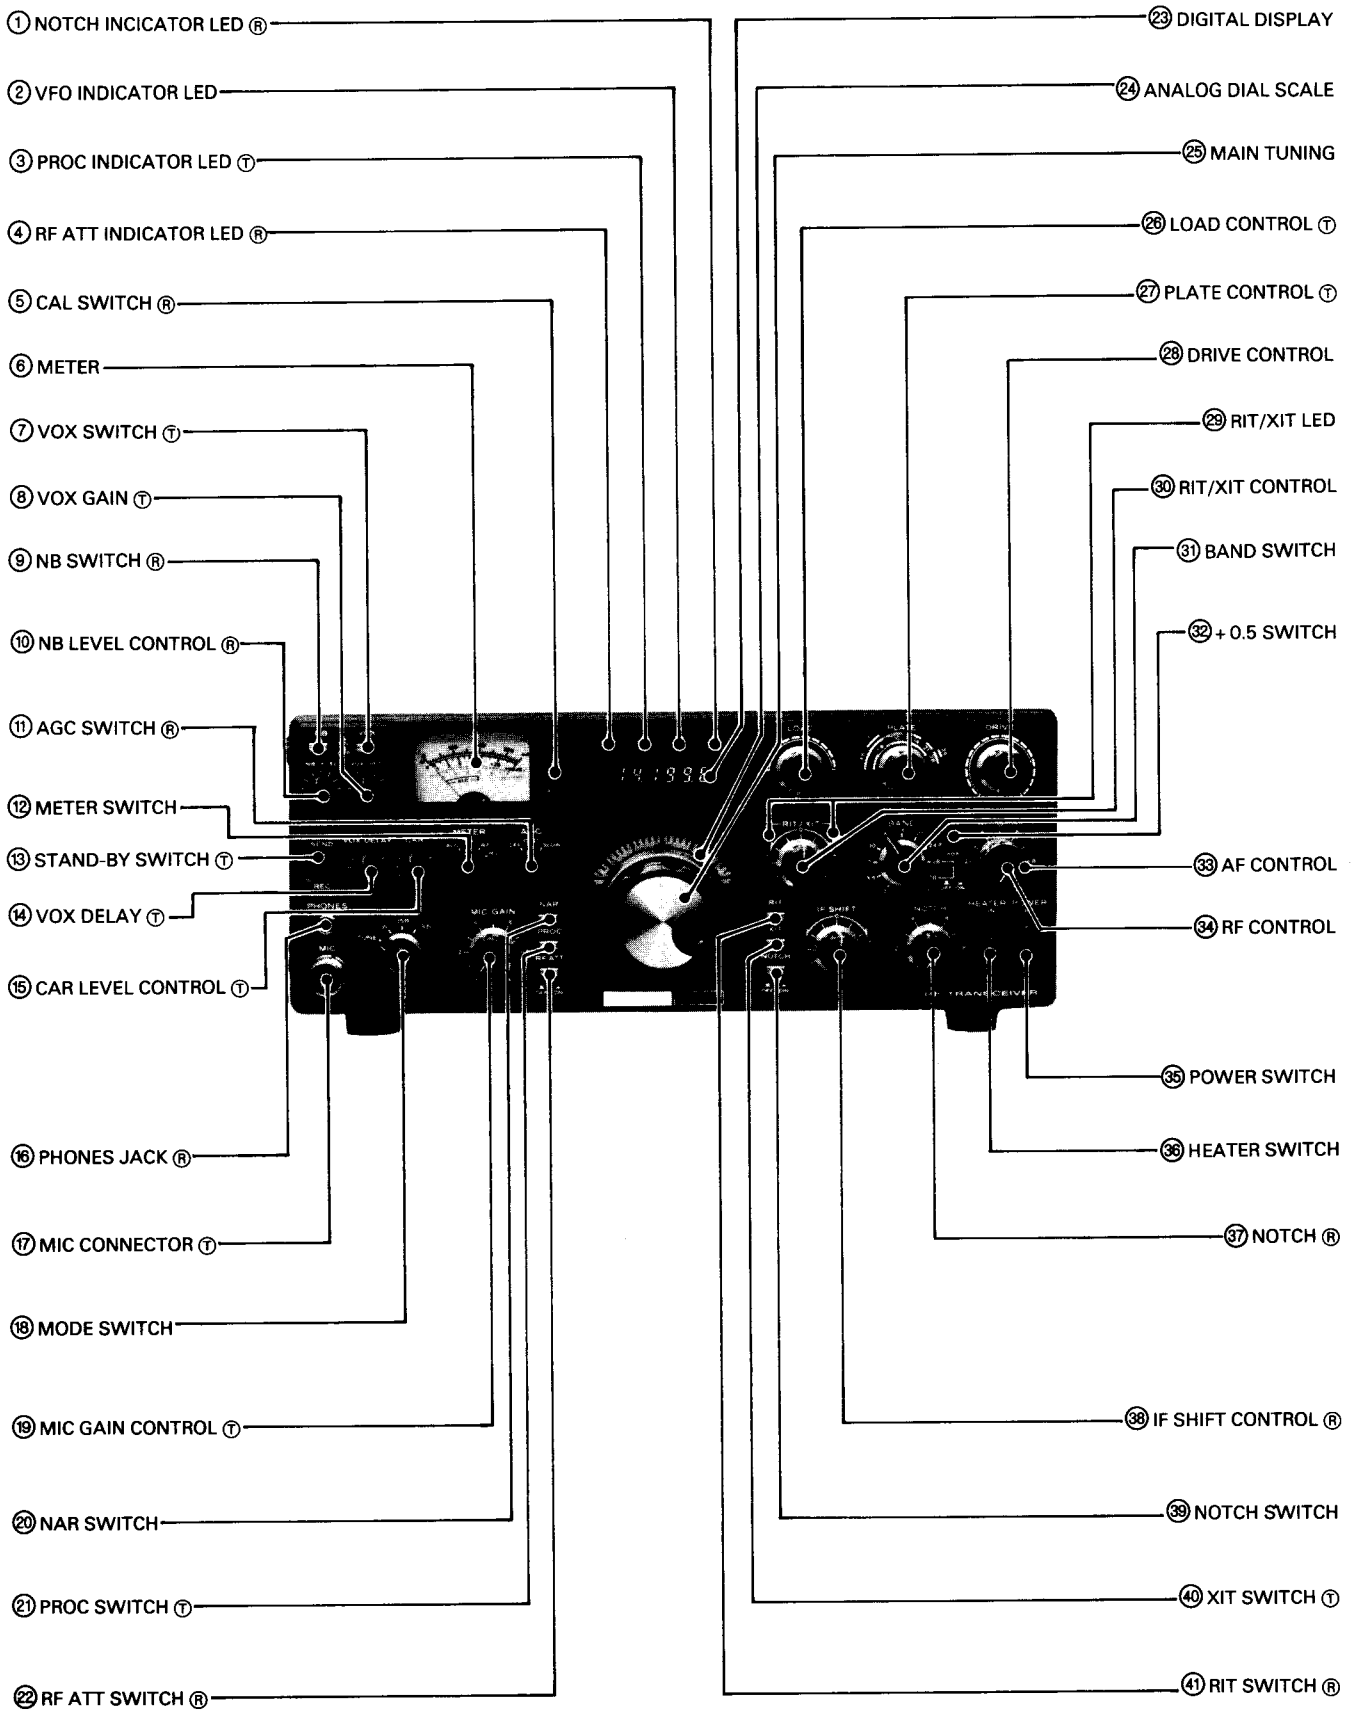 ① NOTCH INCICATOR LED Ⓡ
② VFO INDICATOR LED
③ PROC INDICATOR LED Ⓣ
④ RF ATT INDICATOR LED Ⓡ
⑤ CAL SWITCH Ⓡ
⑥ METER
⑦ VOX SWITCH Ⓣ
⑧ VOX GAIN Ⓣ
⑨ NB SWITCH Ⓡ
⑩ NB LEVEL CONTROL Ⓡ
⑪ AGC SWITCH Ⓡ
⑫ METER SWITCH
⑬ STAND-BY SWITCH Ⓣ
⑭ VOX DELAY Ⓣ
⑮ CAR LEVEL CONTROL Ⓣ
⑯ PHONES JACK Ⓡ
⑰ MIC CONNECTOR Ⓣ
⑱ MODE SWITCH
⑲ MIC GAIN CONTROL Ⓣ
⑳ NAR SWITCH
㉑ PROC SWITCH Ⓣ
㉒ RF ATT SWITCH Ⓡ
㉓ DIGITAL DISPLAY
㉔ ANALOG DIAL SCALE
㉕ MAIN TUNING
㉖ LOAD CONTROL Ⓣ
㉗ PLATE CONTROL Ⓣ
㉘ DRIVE CONTROL
㉙ RIT/XIT LED
㉚ RIT/XIT CONTROL
㉛ BAND SWITCH
㉜ + 0.5 SWITCH
㉝ AF CONTROL
㉞ RF CONTROL
㉟ POWER SWITCH
㊱ HEATER SWITCH
㊲ NOTCH Ⓡ
㊳ IF SHIFT CONTROL Ⓡ
㊴ NOTCH SWITCH
㊵ XIT SWITCH Ⓣ
㊶ RIT SWITCH Ⓡ
PLATE
DRIVE
METER
SEND
REC
PHONES
MIC
MIC GAIN
NAR
PROC
RF ATT
RIT/XIT
BAND
RIT
NOTCH
IF SHIFT
NOTCH
HEATER
POWER
HF TRANSCEIVER